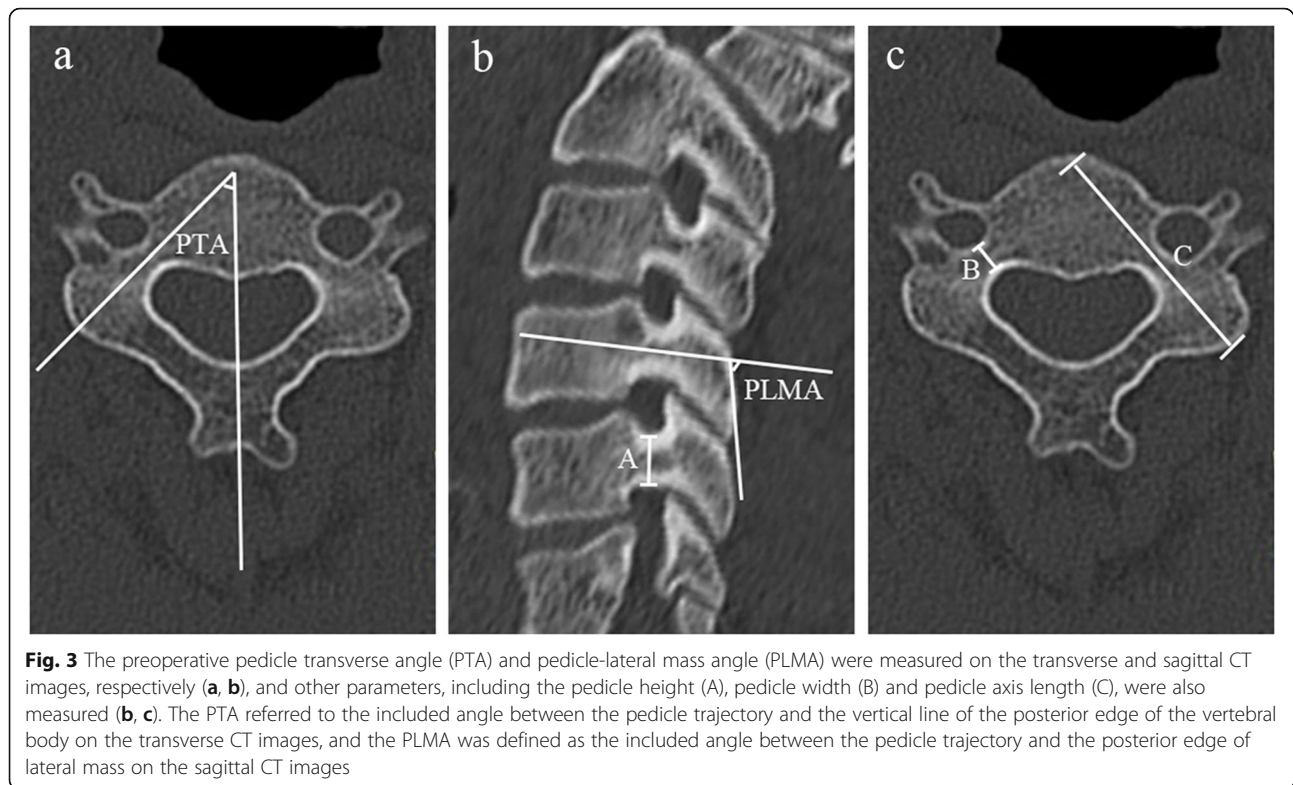 a
b
c
PTA
PLMA
A
B
C
Fig. 3 The preoperative pedicle transverse angle (PTA) and pedicle-lateral mass angle (PLMA) were measured on the transverse and sagittal CT
images, respectively (a, b), and other parameters, including the pedicle height (A), pedicle width (B) and pedicle axis length (C), were also
measured (b, c). The PTA referred to the included angle between the pedicle trajectory and the vertical line of the posterior edge of the vertebral
body on the transverse CT images, and the PLMA was defined as the included angle between the pedicle trajectory and the posterior edge of
lateral mass on the sagittal CT images